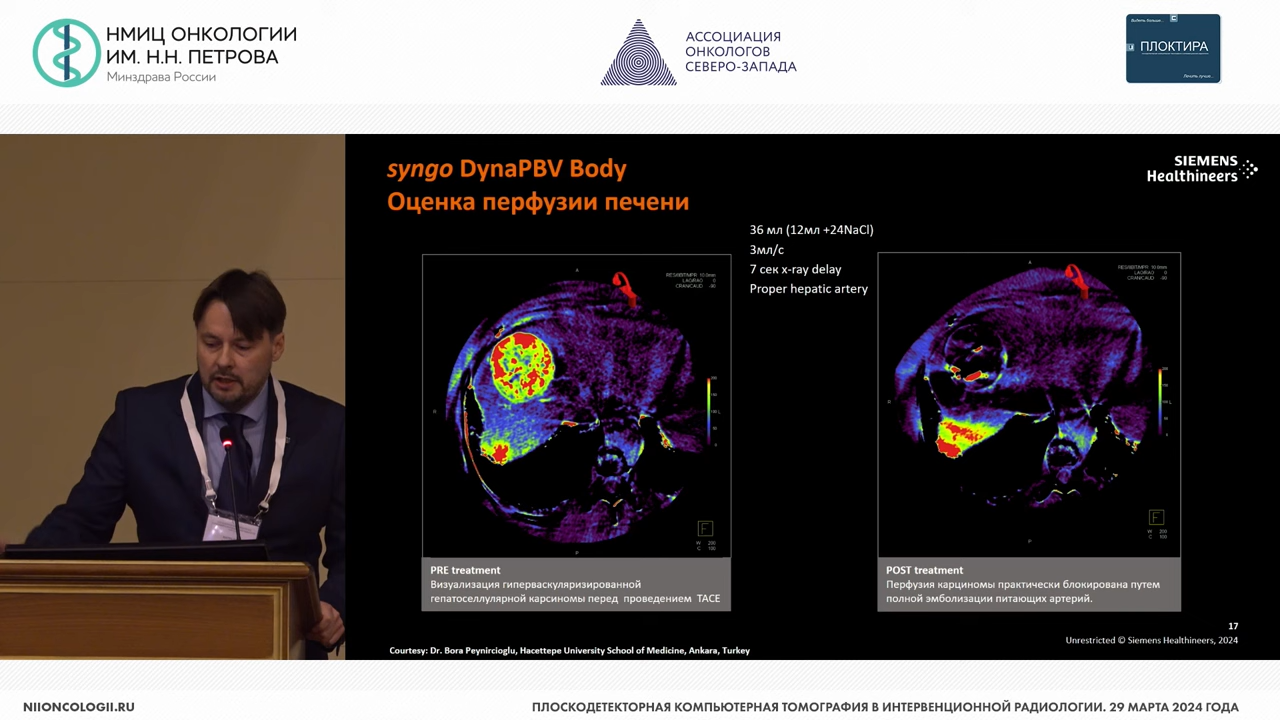 НМИЦ ОНКОЛОГИИ
ИМ. Н.Н. ПЕТРОВА
Минздрава России
АССОЦИАЦИЯ
ОНКОЛОГОВ
СЕВЕРО-ЗАПАДА
ПЛОКТИРА
syngo DynaPBV Body
Оценка перфузии печени
SIEMENS
Healthineers
36 мл (12мл +24NaCl)
3мл/с
7 сек x-ray delay
Proper hepatic artery
PRE treatment
Визуализация гиперваскуляризированной
гепатоселлулярной карсиномы перед проведением TACE
POST treatment
Перфузия карциномы практически блокирована путем
полной эмболизации питающих артерий.
17
Unrestricted © Siemens Healthineers, 2024
Courtesy: Dr. Bora Peynircioglu, Hacettepe University School of Medicine, Ankara, Turkey
NIIONCOLOGII.RU
ПЛОСКОДЕТЕКТОРНАЯ КОМПЬЮТЕРНАЯ ТОМОГРАФИЯ В ИНТЕРВЕНЦИОННОЙ РАДИОЛОГИИ. 29 МАРТА 2024 ГОДА